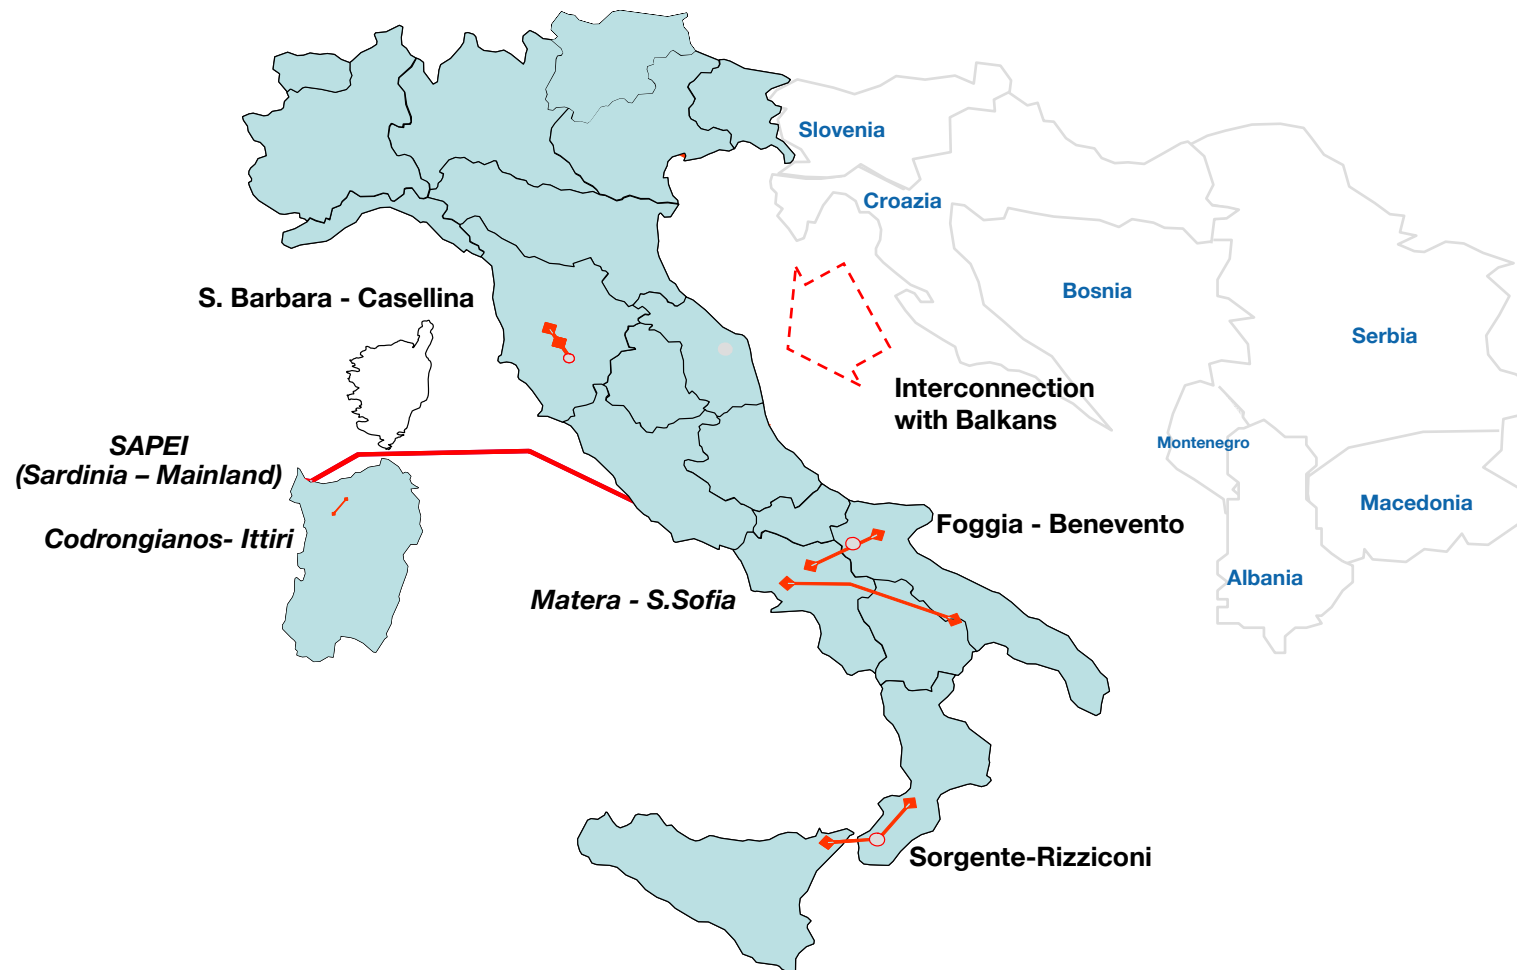 Slovenia
Croazia
S. Barbara - Casellina
Bosnia
Serbia
Interconnection
with Balkans
SAPEI
(Sardinia – Mainland)
Montenegro
Macedonia
Codrongianos- Ittiri
Foggia - Benevento
Albania
Matera - S.Sofia
Sorgente-Rizziconi